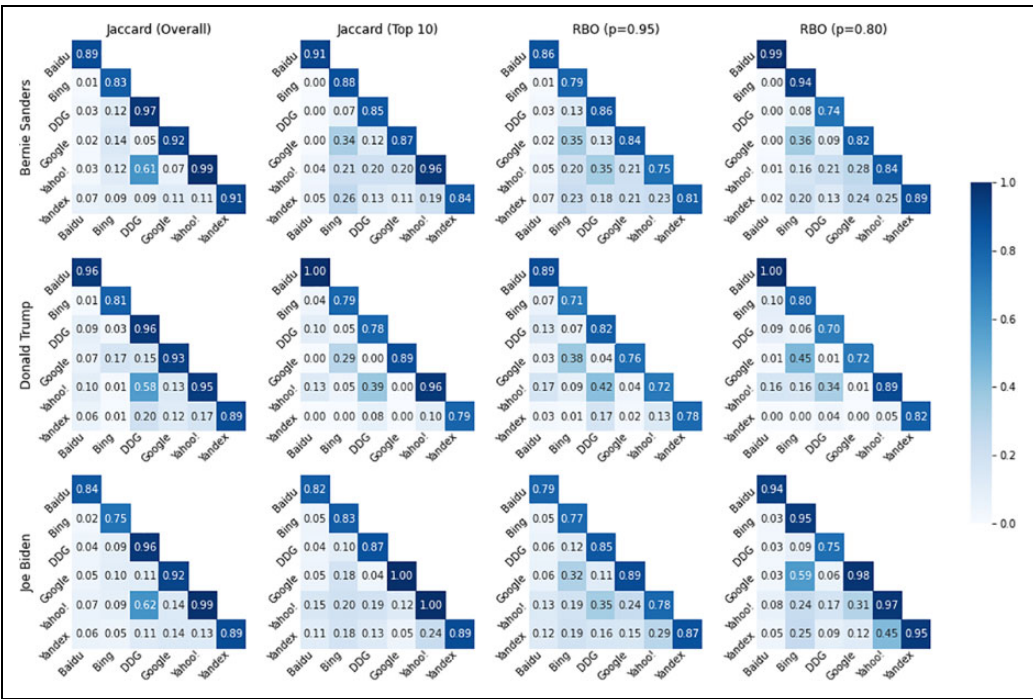 Jaccard (Overall) Jaccard (Top 10) RBO (p=0.95) RBO (p=0.80)
Bernie Sanders
Baidu 0.89 Baidu 0.91 Baidu 0.86 Baidu 0.99
Bing 0.01 0.83 Bing 0.00 0.88 Bing 0.01 0.79 Bing 0.00 0.94
DDG 0.03 0.12 0.97 DDG 0.00 0.07 0.85 DDG 0.03 0.13 0.86 DDG 0.00 0.08 0.74
Google 0.02 0.14 0.05 0.92 Google 0.00 0.34 0.12 0.87 Google 0.02 0.35 0.13 0.84 Google 0.00 0.36 0.09 0.82
Yahoo! 0.03 0.12 0.61 0.07 0.99 Yahoo! 0.04 0.21 0.20 0.20 0.96 Yahoo! 0.05 0.20 0.35 0.21 0.75 Yahoo! 0.01 0.16 0.21 0.28 0.84
Yandex 0.07 0.09 0.09 0.11 0.11 0.91 Yandex 0.05 0.26 0.13 0.11 0.19 0.84 Yandex 0.07 0.23 0.18 0.21 0.23 0.81 Yandex 0.02 0.20 0.13 0.24 0.25 0.89
Baidu Bing DDG Google Yahoo! Yandex Baidu Bing DDG Google Yahoo! Yandex Baidu Bing DDG Google Yahoo! Yandex Baidu Bing DDG Google Yahoo! Yandex
Donald Trump
Baidu 0.96 Baidu 1.00 Baidu 0.89 Baidu 1.00
Bing 0.01 0.81 Bing 0.04 0.79 Bing 0.07 0.71 Bing 0.10 0.80
DDG 0.09 0.03 0.96 DDG 0.10 0.05 0.78 DDG 0.13 0.07 0.82 DDG 0.09 0.06 0.70
Google 0.07 0.17 0.15 0.93 Google 0.00 0.29 0.00 0.89 Google 0.03 0.38 0.04 0.76 Google 0.01 0.45 0.01 0.72
Yahoo! 0.10 0.01 0.58 0.13 0.95 Yahoo! 0.13 0.05 0.39 0.00 0.96 Yahoo! 0.17 0.09 0.42 0.04 0.72 Yahoo! 0.16 0.16 0.34 0.01 0.89
Yandex 0.06 0.01 0.20 0.12 0.17 0.89 Yandex 0.00 0.00 0.08 0.00 0.10 0.79 Yandex 0.03 0.01 0.17 0.02 0.13 0.78 Yandex 0.00 0.00 0.04 0.00 0.05 0.82
Baidu Bing DDG Google Yahoo! Yandex Baidu Bing DDG Google Yahoo! Yandex Baidu Bing DDG Google Yahoo! Yandex Baidu Bing DDG Google Yahoo! Yandex
Joe Biden
Baidu 0.84 Baidu 0.82 Baidu 0.79 Baidu 0.94
Bing 0.02 0.75 Bing 0.05 0.83 Bing 0.05 0.77 Bing 0.03 0.95
DDG 0.04 0.09 0.96 DDG 0.04 0.10 0.87 DDG 0.06 0.12 0.85 DDG 0.03 0.09 0.75
Google 0.05 0.10 0.11 0.92 Google 0.05 0.18 0.04 1.00 Google 0.06 0.32 0.11 0.89 Google 0.03 0.59 0.06 0.98
Yahoo! 0.07 0.09 0.62 0.14 0.99 Yahoo! 0.15 0.20 0.19 0.12 1.00 Yahoo! 0.13 0.19 0.35 0.24 0.78 Yahoo! 0.08 0.24 0.17 0.31 0.97
Yandex 0.06 0.05 0.11 0.14 0.13 0.89 Yandex 0.11 0.18 0.13 0.05 0.24 0.89 Yandex 0.12 0.19 0.16 0.15 0.29 0.87 Yandex 0.05 0.25 0.09 0.12 0.45 0.95
Baidu Bing DDG Google Yahoo! Yandex Baidu Bing DDG Google Yahoo! Yandex Baidu Bing DDG Google Yahoo! Yandex Baidu Bing DDG Google Yahoo! Yandex
1.0
0.8
0.6
0.4
0.2
0.0